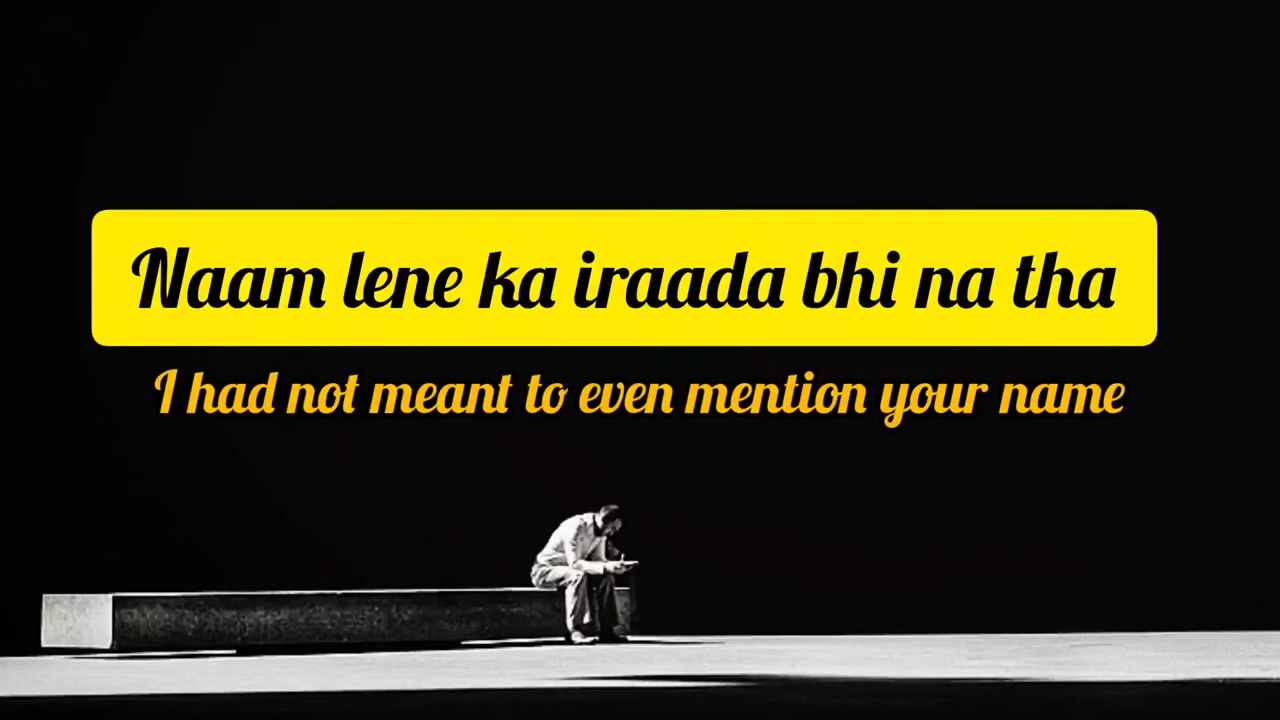 Naam lene ka iraada bhi na tha
I had not meant to even mention your name